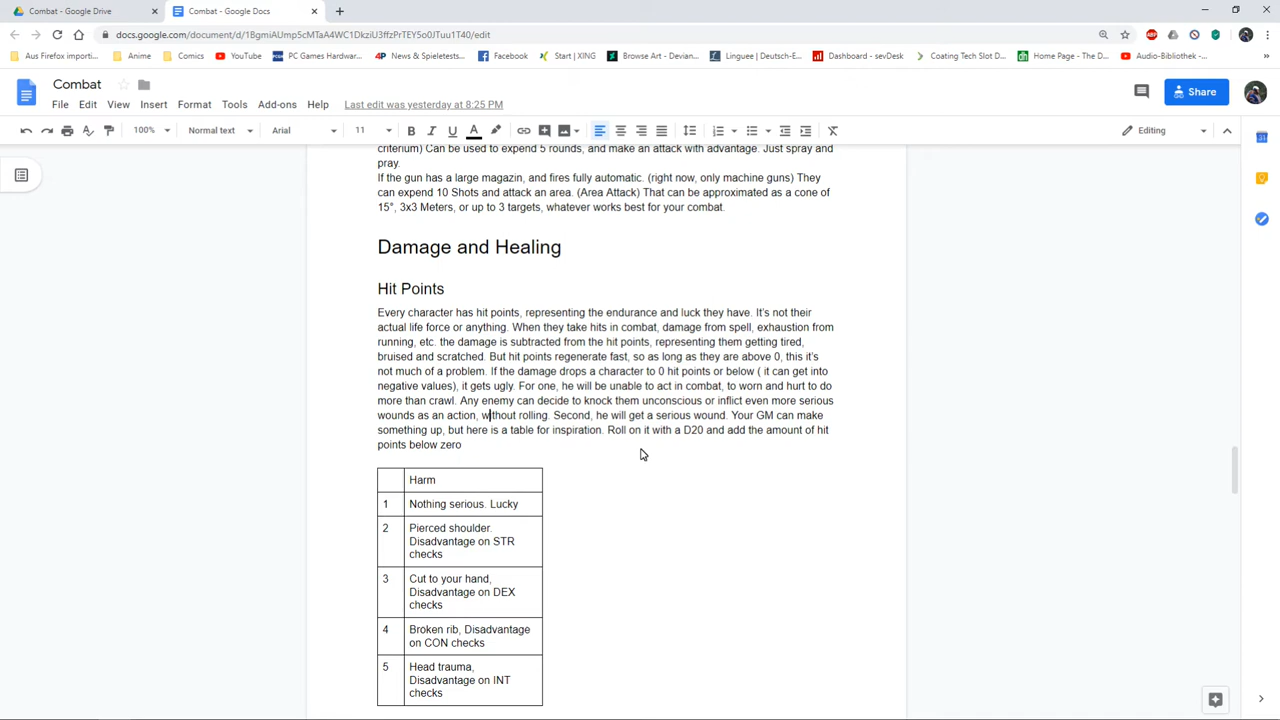 Combat - Google Drive
Combat - Google Docs
docs.google.com/document/d/1BgmiAUmp5cMTaA4WC1DkziU3ffzPrTEY5o0JTuu1T40/edit
Aus Firefox importi...
Anime
Comics
YouTube
PC Games Hardwar...
News & Spieletests...
Facebook
Start | XING
Browse Art - Devian...
Linguee | Deutsch-E...
Dashboard - sevDesk
Coating Tech Slot D...
Home Page - The D...
Audio-Bibliothek -...
Combat
Share
File Edit View Insert Format Tools Add-ons Help Last edit was yesterday at 8:25 PM
100% Normal text Arial 11 B I U A Editing
criterium) Can be used to expend 5 rounds, and make an attack with advantage. Just spray and
pray.
If the gun has a large magazin, and fires fully automatic. (right now, only machine guns) They
can expend 10 Shots and attack an area. (Area Attack) That can be approximated as a cone of
15°, 3x3 Meters, or up to 3 targets, whatever works best for your combat.
Damage and Healing
Hit Points
Every character has hit points, representing the endurance and luck they have. It's not their
actual life force or anything. When they take hits in combat, damage from spell, exhaustion from
running, etc. the damage is subtracted from the hit points, representing them getting tired,
bruised and scratched. But hit points regenerate fast, so as long as they are above 0, this it's
not much of a problem. If the damage drops a character to 0 hit points or below ( it can get into
negative values), it gets ugly. For one, he will be unable to act in combat, to worn and hurt to do
more than crawl. Any enemy can decide to knock them unconscious or inflict even more serious
wounds as an action, without rolling. Second, he will get a serious wound. Your GM can make
something up, but here is a table for inspiration. Roll on it with a D20 and add the amount of hit
points below zero
Harm
1 Nothing serious. Lucky
2 Pierced shoulder.
Disadvantage on STR
checks
3 Cut to your hand,
Disadvantage on DEX
checks
4 Broken rib, Disadvantage
on CON checks
5 Head trauma,
Disadvantage on INT
checks